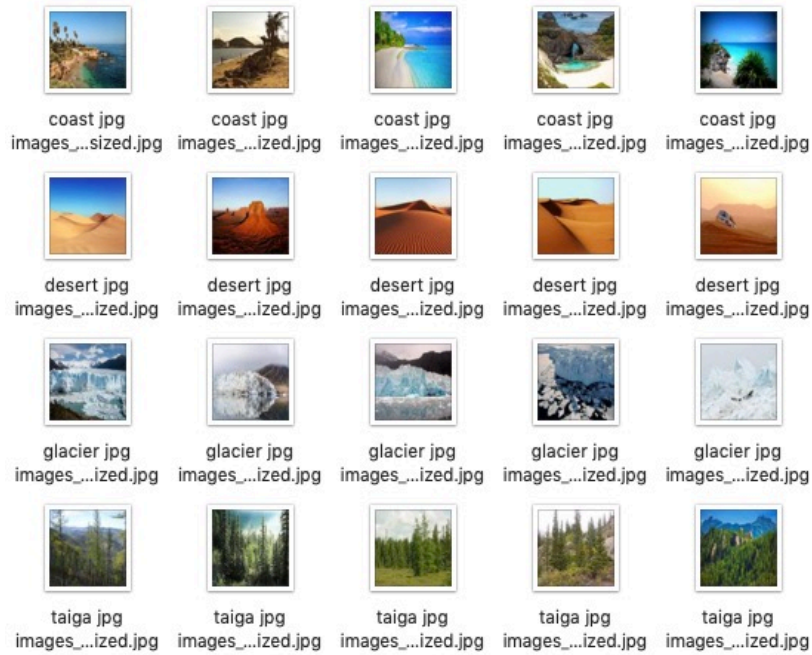 coast jpg coast jpg coast jpg coast jpg coast jpg
images_...sized.jpg images_...ized.jpg images_...ized.jpg images_...ized.jpg images_...ized.jpg
desert jpg desert jpg desert jpg desert jpg desert jpg
images_...ized.jpg images_...ized.jpg images_...ized.jpg images_...ized.jpg images_...ized.jpg
glacier jpg glacier jpg glacier jpg glacier jpg glacier jpg
images_...ized.jpg images_...ized.jpg images_...ized.jpg images_...ized.jpg images_...ized.jpg
taiga jpg taiga jpg taiga jpg taiga jpg taiga jpg
images_...ized.jpg images_...ized.jpg images_...ized.jpg images_...ized.jpg images_...ized.jpg